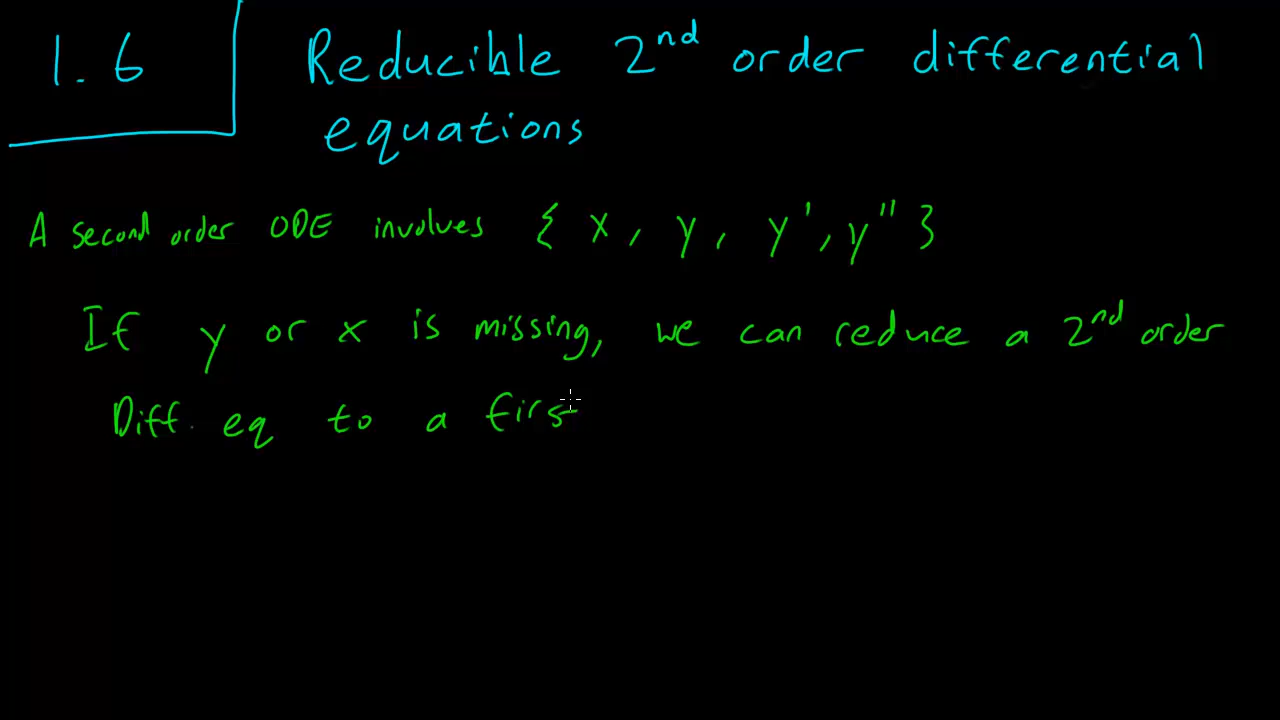 1.6 Reducible 2nd order differential
equations
A second order ODE involves { x, y, y', y'' }
If y or x is missing, we can reduce a 2nd order
Diff. eq to a firs